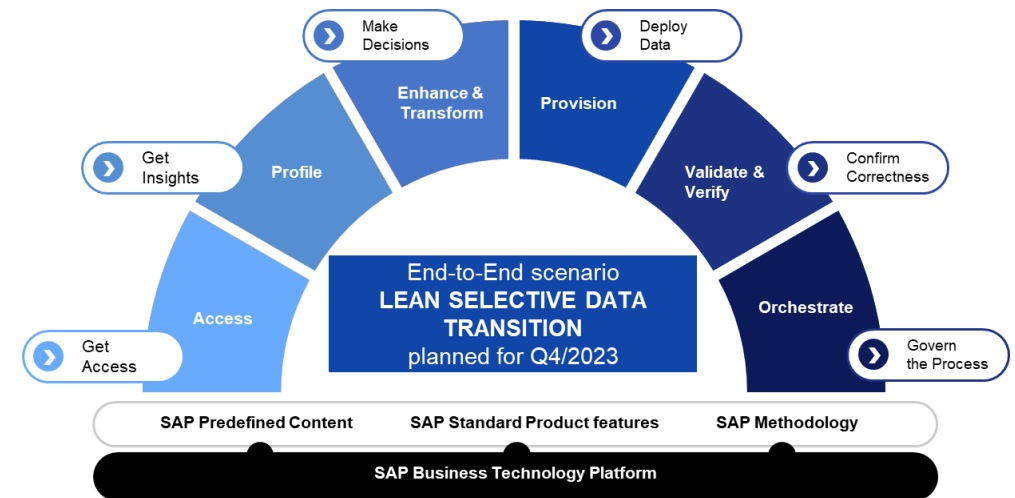 Make
Decisions
Deploy
Data
Enhance &
Transform
Provision
Get
Insights
Profile
Validate &
Verify
Confirm
Correctness
End-to-End scenario
LEAN SELECTIVE DATA
TRANSITION
planned for Q4/2023
Access
Orchestrate
Get
Access
Govern
the Process
SAP Predefined Content
SAP Standard Product features
SAP Methodology
SAP Business Technology Platform